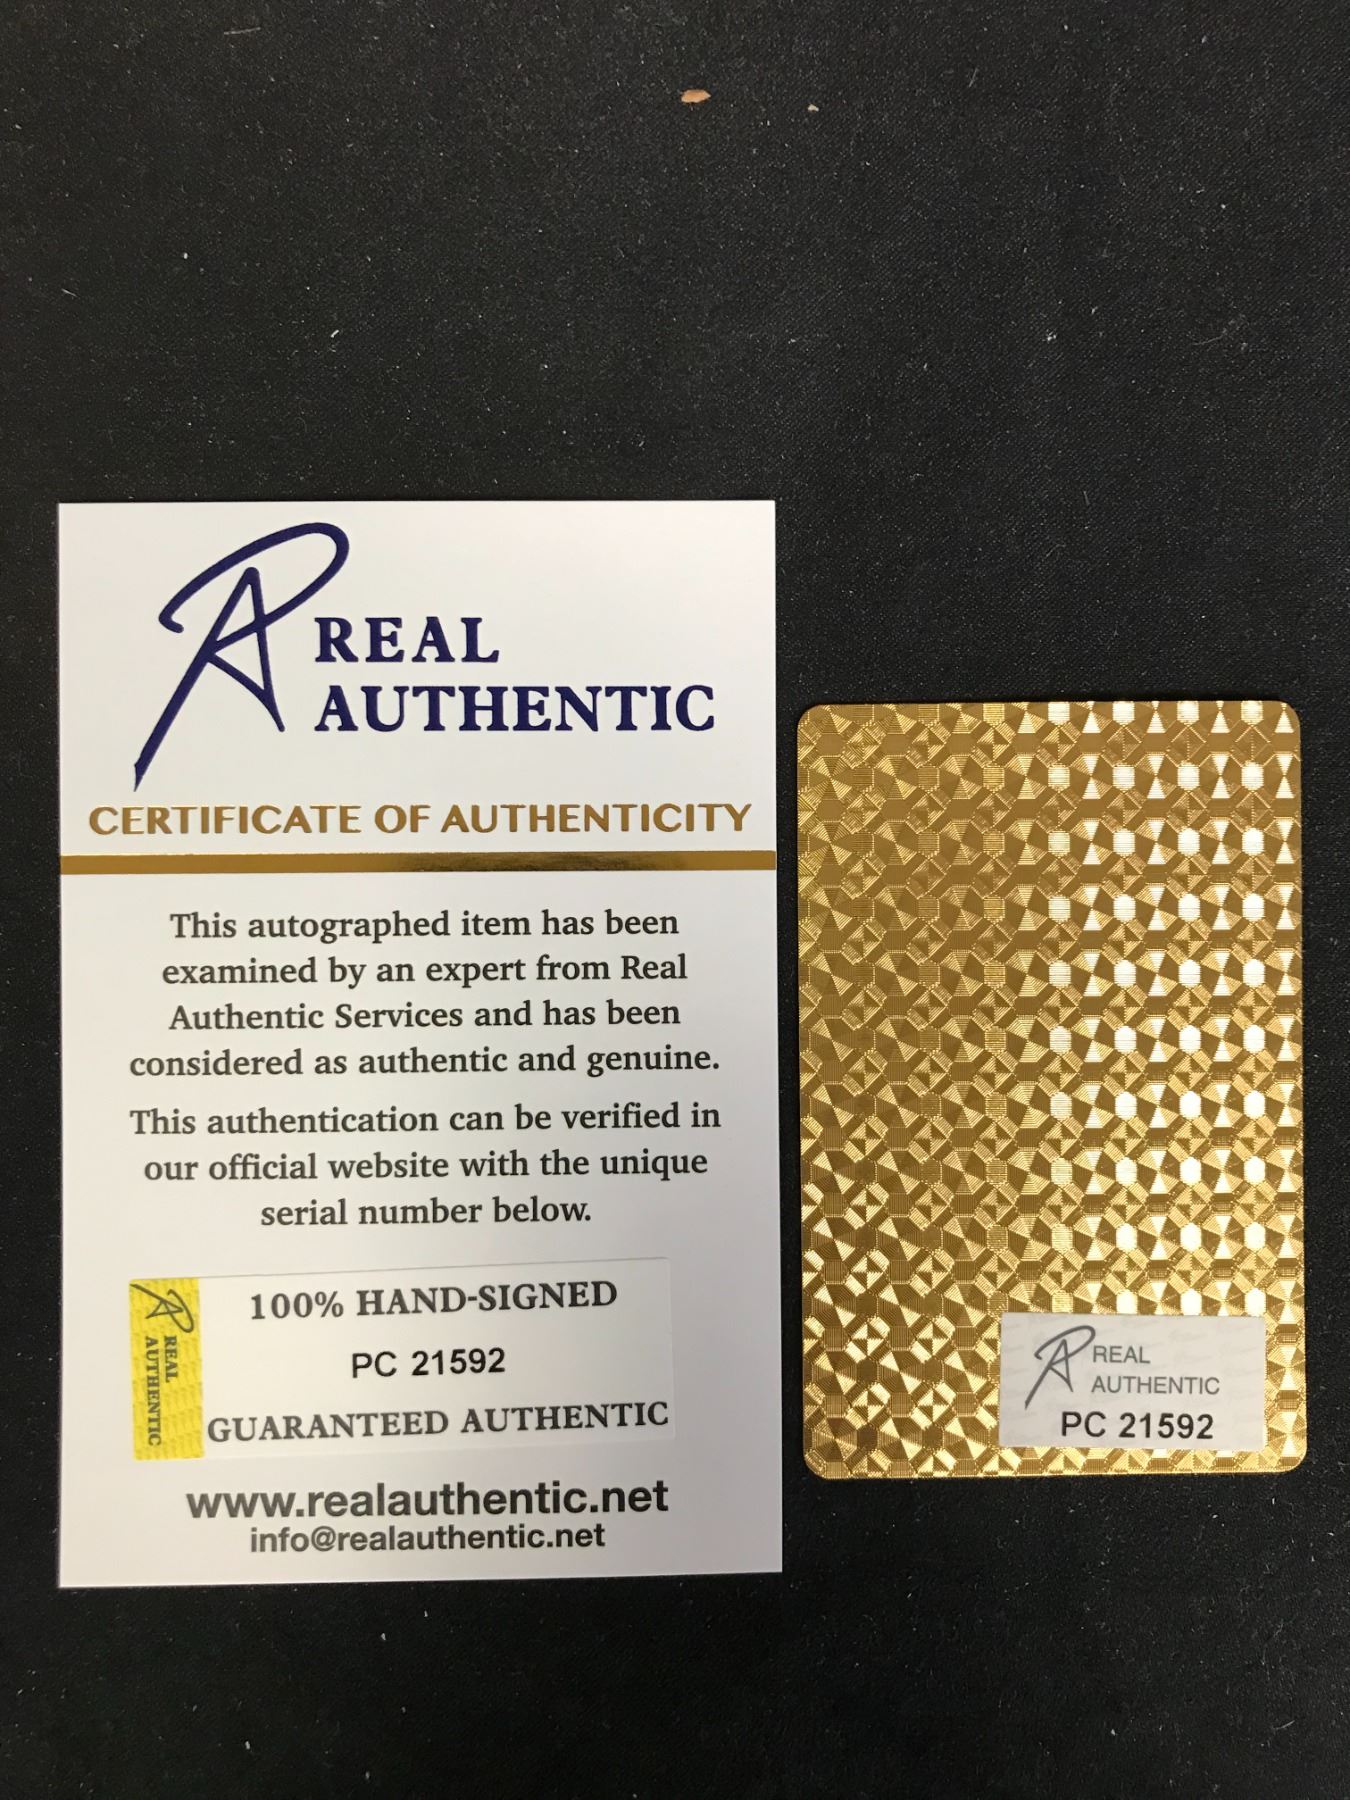 REAL
AUTHENTIC
CERTIFICATE OF AUTHENTICITY
This autographed item has been
examined by an expert from Real
Authentic Services and has been
considered as authentic and genuine.
This authentication can be verified in
our official website with the unique
serial number below.
REAL
AUTHENTIC
100% HAND-SIGNED
PC 21592
GUARANTEED AUTHENTIC
www.realauthentic.net
info@realauthentic.net
REAL
AUTHENTIC
PC 21592